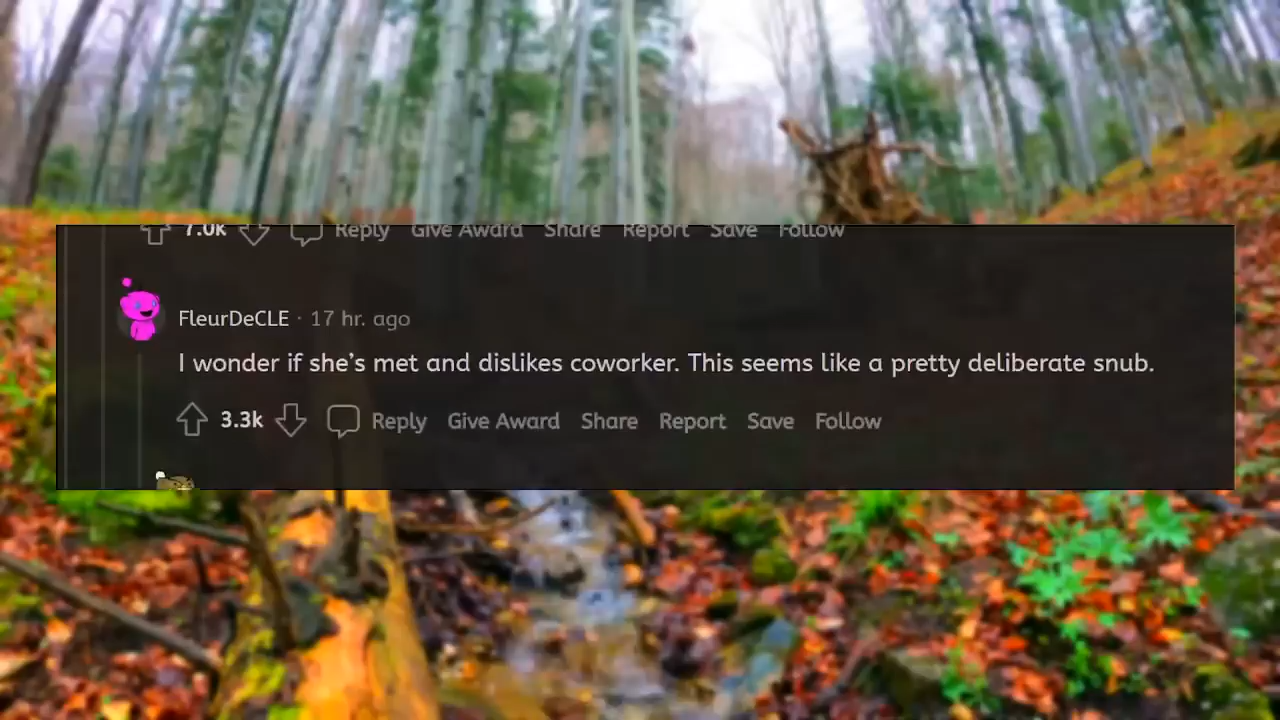 7.0k Reply Give Award Share Report Save Follow
FleurDeCLE · 17 hr. ago
I wonder if she's met and dislikes coworker. This seems like a pretty deliberate snub.
3.3k Reply Give Award Share Report Save Follow